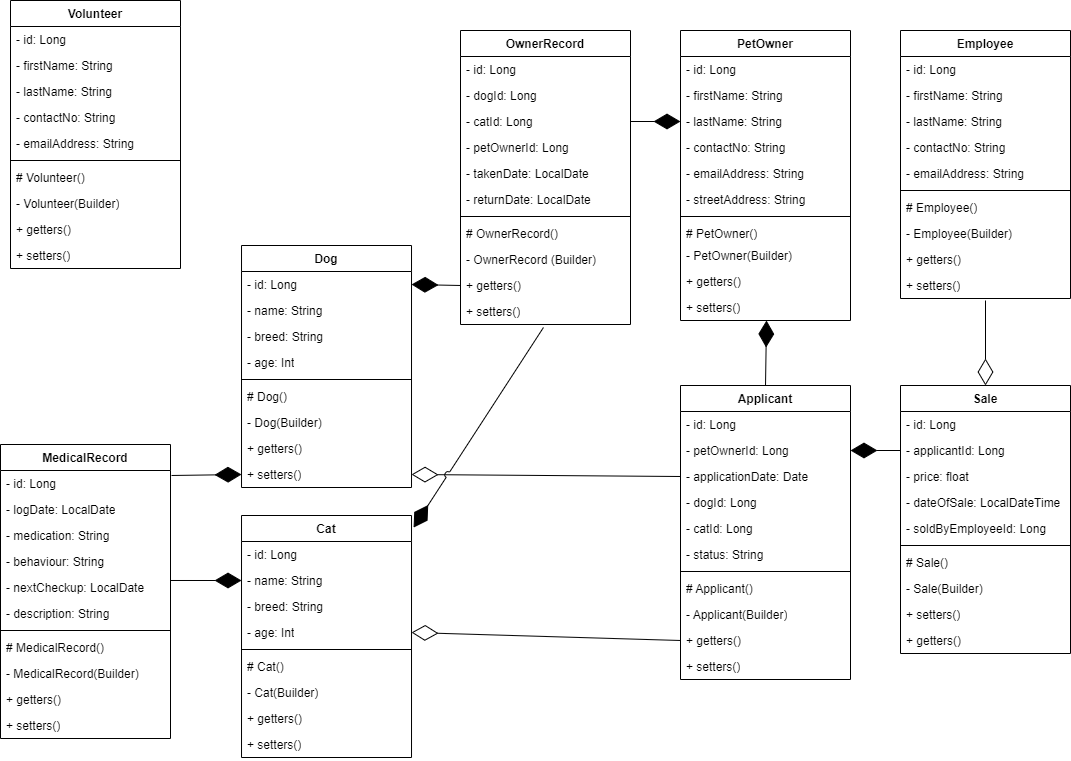 Volunteer
- id: Long
- firstName: String
- lastName: String
- contactNo: String
- emailAddress: String
# Volunteer()
- Volunteer(Builder)
+ getters()
+ setters()
OwnerRecord
- id: Long
- dogId: Long
- catId: Long
- petOwnerId: Long
- takenDate: LocalDate
- returnDate: LocalDate
# OwnerRecord()
- OwnerRecord (Builder)
+ getters()
+ setters()
PetOwner
- id: Long
- firstName: String
- lastName: String
- contactNo: String
- emailAddress: String
- streetAddress: String
# PetOwner()
- PetOwner(Builder)
+ getters()
+ setters()
Employee
- id: Long
- firstName: String
- lastName: String
- contactNo: String
- emailAddress: String
# Employee()
- Employee(Builder)
+ getters()
+ setters()
Dog
- id: Long
- name: String
- breed: String
- age: Int
# Dog()
- Dog(Builder)
+ getters()
+ setters()
MedicalRecord
- id: Long
- logDate: LocalDate
- medication: String
- behaviour: String
- nextCheckup: LocalDate
- description: String
# MedicalRecord()
- MedicalRecord(Builder)
+ getters()
+ setters()
Cat
- id: Long
- name: String
- breed: String
- age: Int
# Cat()
- Cat(Builder)
+ getters()
+ setters()
Applicant
- id: Long
- petOwnerId: Long
- applicationDate: Date
- dogId: Long
- catId: Long
- status: String
# Applicant()
- Applicant(Builder)
+ getters()
+ setters()
Sale
- id: Long
- applicantId: Long
- price: float
- dateOfSale: LocalDateTime
- soldByEmployeeId: Long
# Sale()
- Sale(Builder)
+ setters()
+ getters()